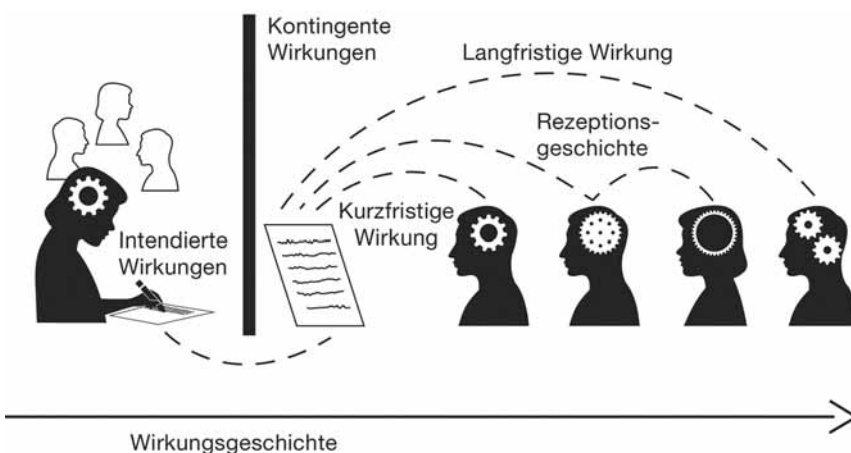 Kontingente
Wirkungen
Langfristige Wirkung
Rezeptions-
geschichte
Kurzfristige
Wirkung
Intendierte
Wirkungen
Wirkungsgeschichte